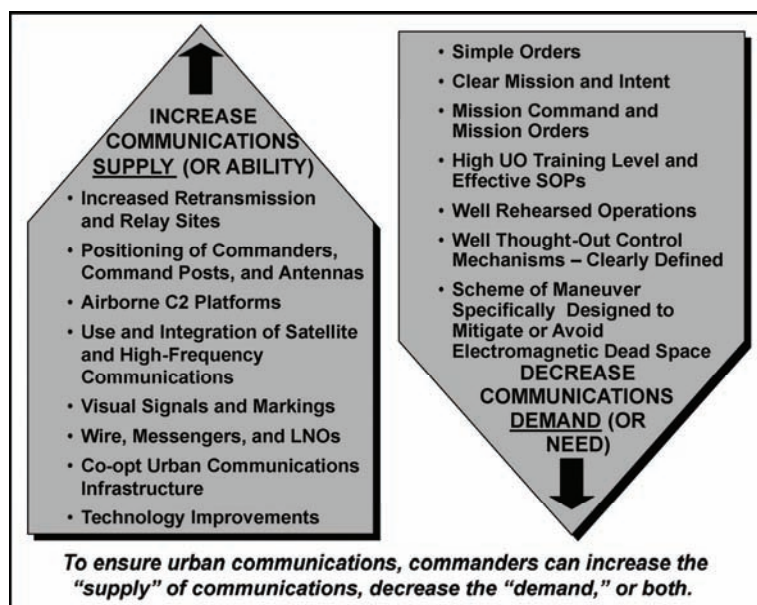 INCREASE
COMMUNICATIONS
SUPPLY (OR ABILITY)
• Increased Retransmission
and Relay Sites
• Positioning of Commanders,
Command Posts, and Antennas
• Airborne C2 Platforms
• Use and Integration of Satellite
and High-Frequency
Communications
• Visual Signals and Markings
• Wire, Messengers, and LNOs
• Co-opt Urban Communications
Infrastructure
• Technology Improvements
• Simple Orders
• Clear Mission and Intent
• Mission Command and
Mission Orders
• High UO Training Level and
Effective SOPs
• Well Rehearsed Operations
• Well Thought-Out Control
Mechanisms – Clearly Defined
• Scheme of Maneuver
Specifically Designed to
Mitigate or Avoid
Electromagnetic Dead Space
DECREASE
COMMUNICATIONS
DEMAND (OR
NEED)
To ensure urban communications, commanders can increase the
“supply” of communications, decrease the “demand,” or both.